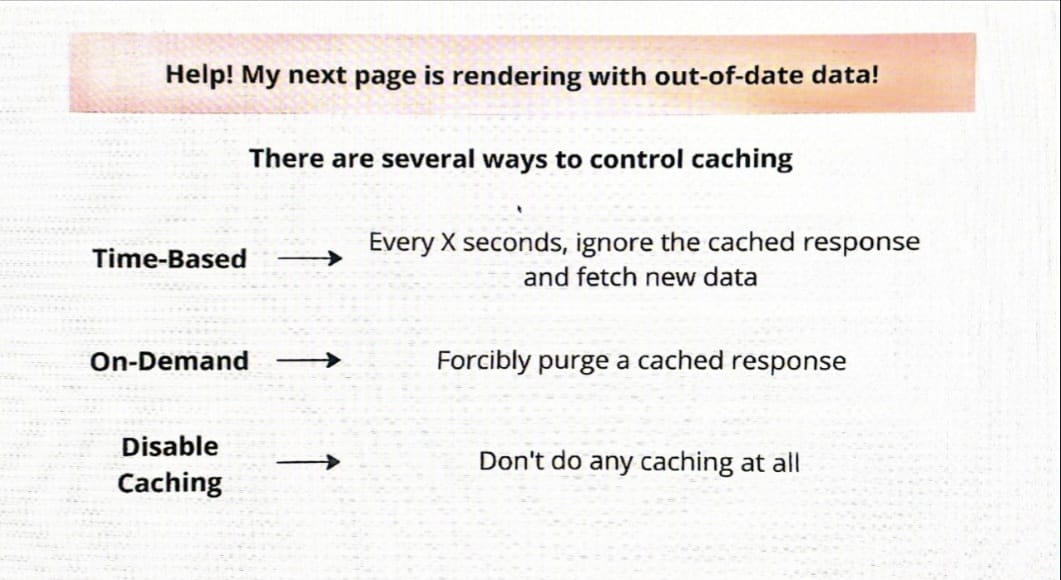 Help! My next page is rendering with out-of-date data!
There are several ways to control caching
Time-Based
Every X seconds, ignore the cached response
and fetch new data
On-Demand
Forcibly purge a cached response
Disable
Caching
Don't do any caching at all